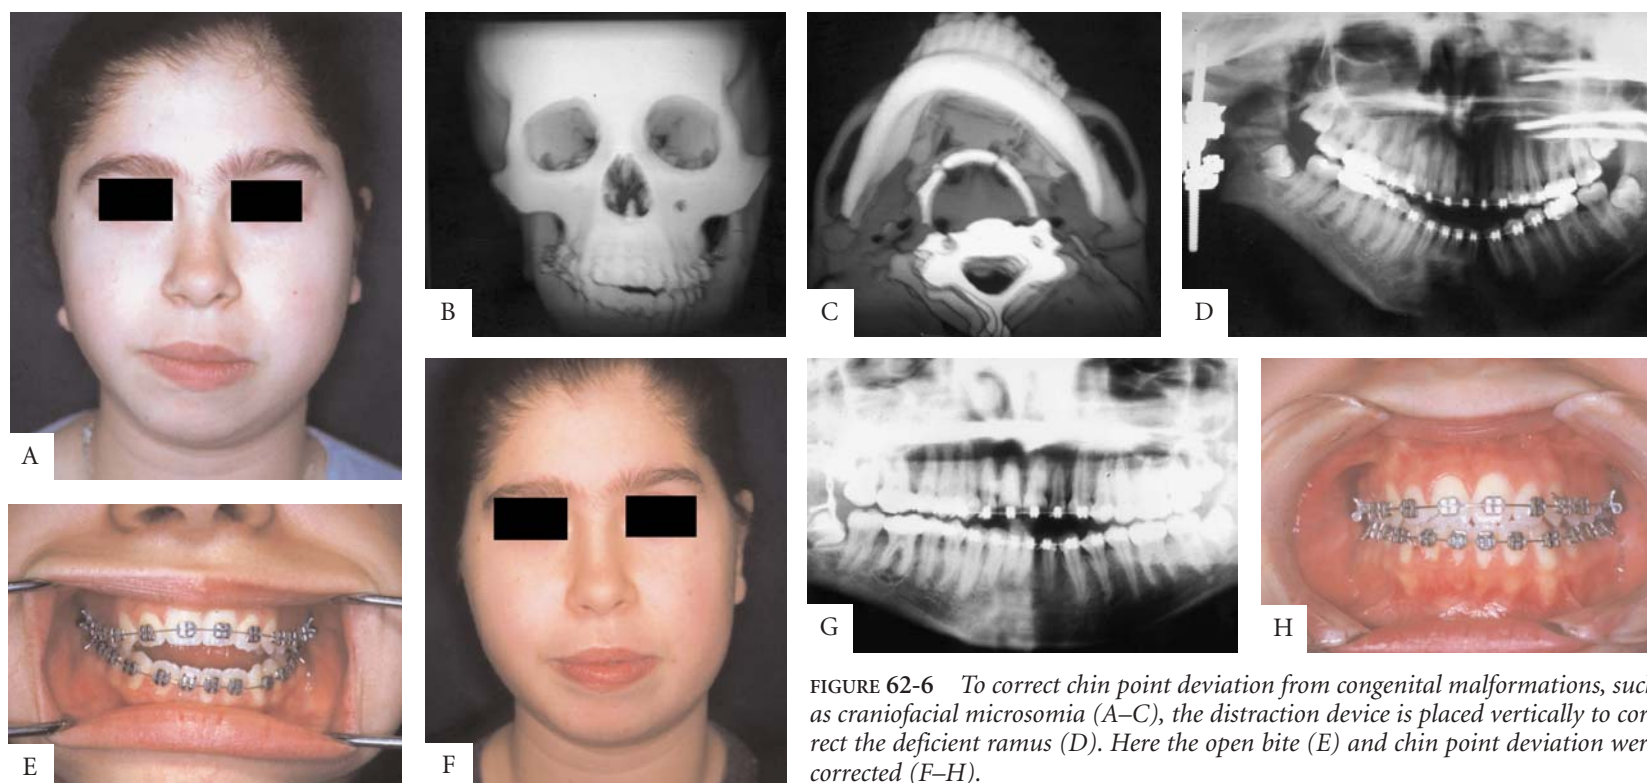 A
B
C
D
E
F
G
H
FIGURE 62-6 To correct chin point deviation from congenital malformations, such
as craniofacial microsomia (A–C), the distraction device is placed vertically to cor
rect the deficient ramus (D). Here the open bite (E) and chin point deviation wer
corrected (F–H).